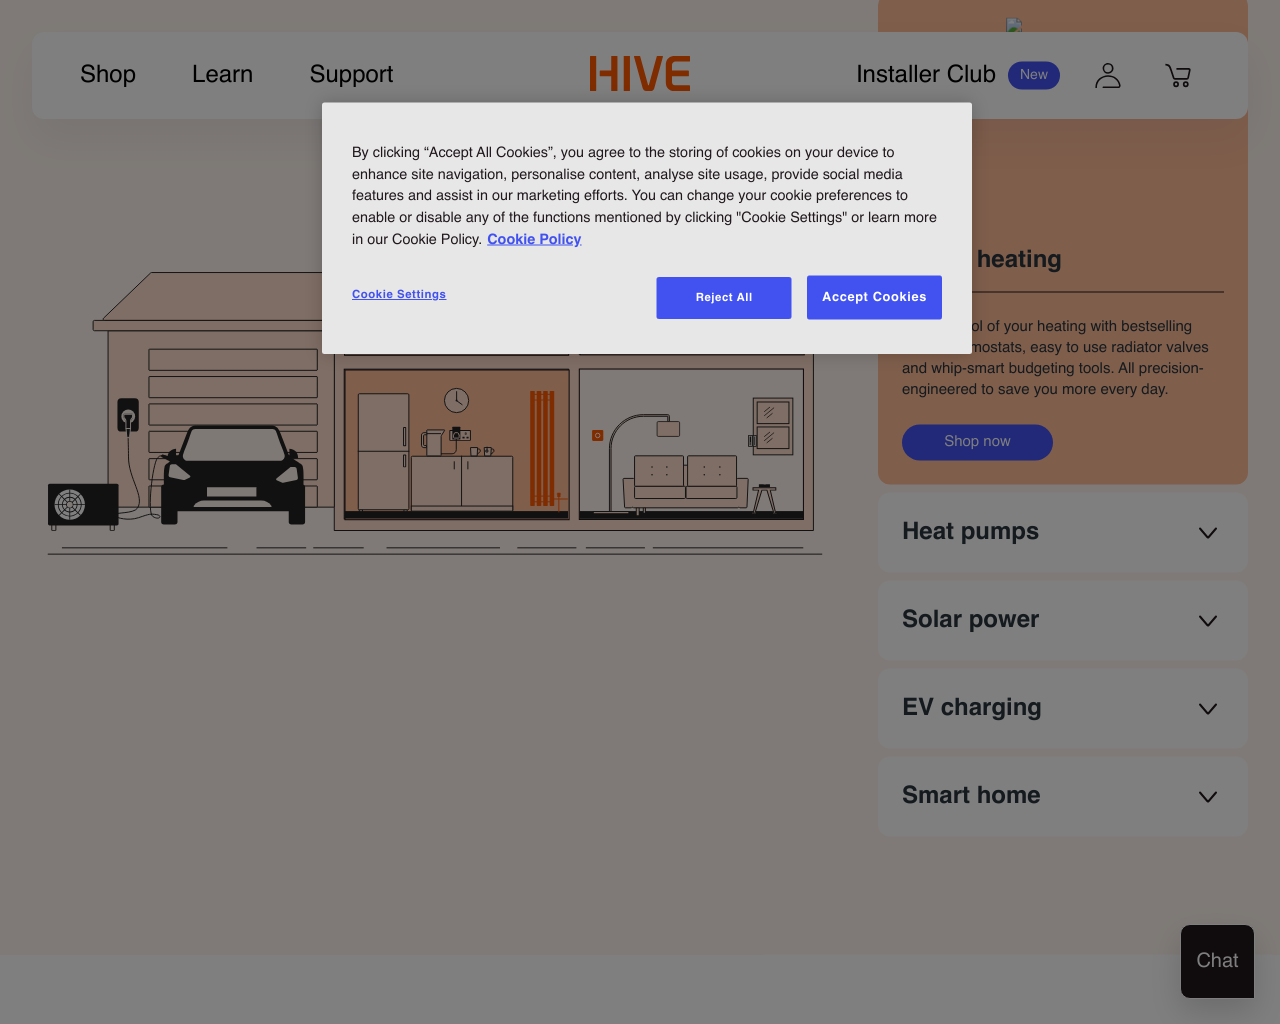 Shop
Learn
Support
HIVE
Installer Club
New
By clicking “Accept All Cookies”, you agree to the storing of cookies on your device to
enhance site navigation, personalise content, analyse site usage, provide social media
features and assist in our marketing efforts. You can change your cookie preferences to
enable or disable any of the functions mentioned by clicking "Cookie Settings" or learn more
in our Cookie Policy. Cookie Policy
Cookie Settings
Reject All
Accept Cookies
heating
of your heating with bestselling
easy to use radiator valves
and whip-smart budgeting tools. All precision-
engineered to save you more every day.
Shop now
Heat pumps
Solar power
EV charging
Smart home
Chat